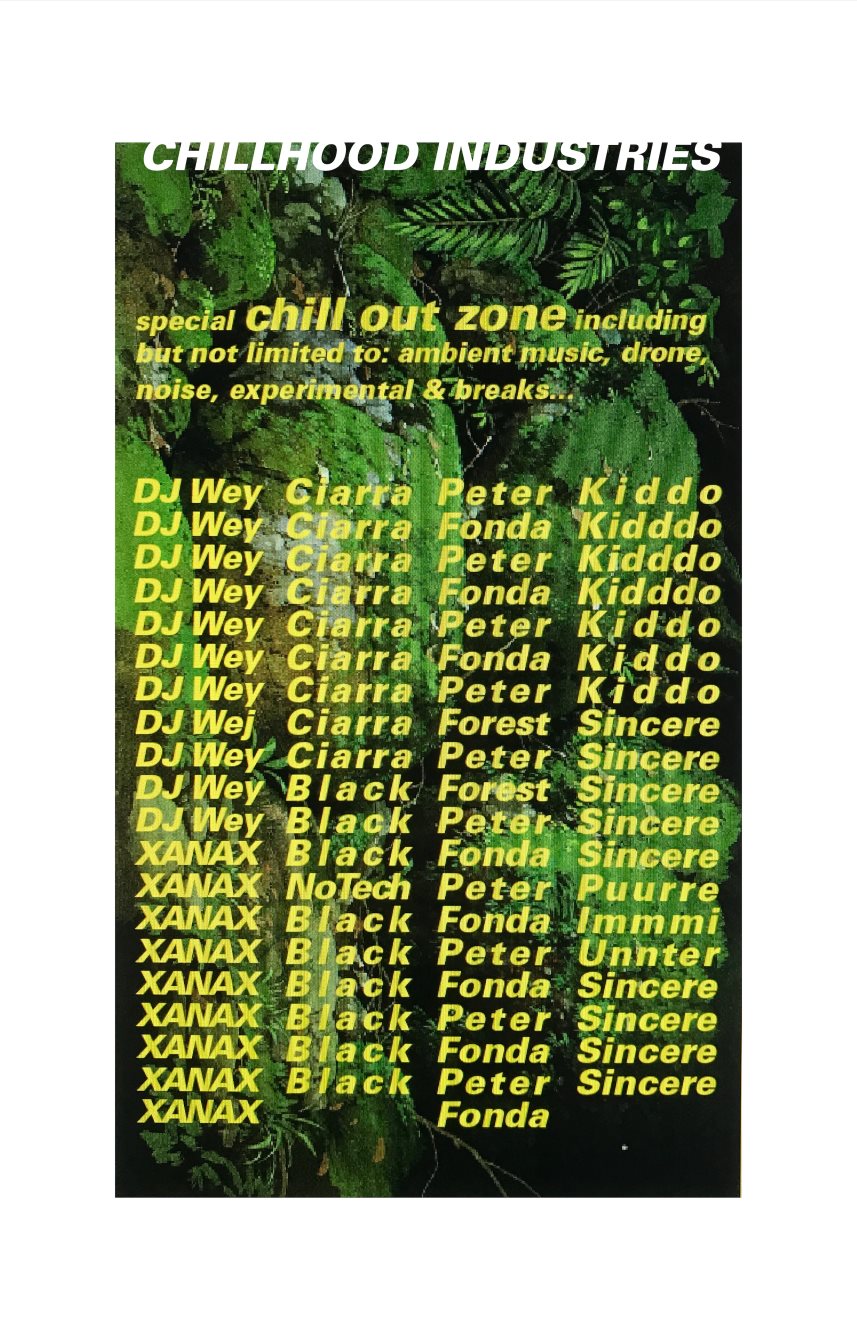 CHILLHOOD INDUSTRIES
special chill out zone including
but not limited to: ambient music, drone,
noise, experimental & breaks...
DJ Wey Ciarra Peter Kiddo
DJ Wey Ciarra Fonda Kidddo
DJ Wey Ciarra Peter Kidddo
DJ Wey Ciarra Fonda Kidddo
DJ Wey Ciarra Peter Kiddo
DJ Wey Ciarra Fonda Kiddo
DJ Wey Ciarra Peter Kiddo
DJ Wej Ciarra Forest Sincere
DJ Wey Ciarra Peter Sincere
DJ Wey Black Forest Sincere
DJ Wey Black Peter Sincere
XANAX Black Fonda Sincere
XANAX NoTech Peter Puurre
XANAX Black Fonda Immmi
XANAX Black Peter Unnter
XANAX Black Fonda Sincere
XANAX Black Peter Sincere
XANAX Black Fonda Sincere
XANAX Black Peter Sincere
XANAX Fonda